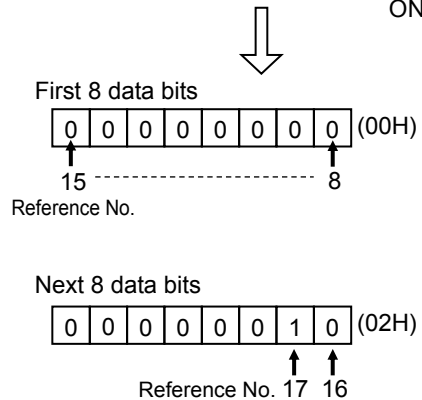 ON
First 8 data bits
0 0 0 0 0 0 0 0 (00H)
15 8
Reference No.
Next 8 data bits
0 0 0 0 0 0 1 0 (02H)
Reference No. 17 16